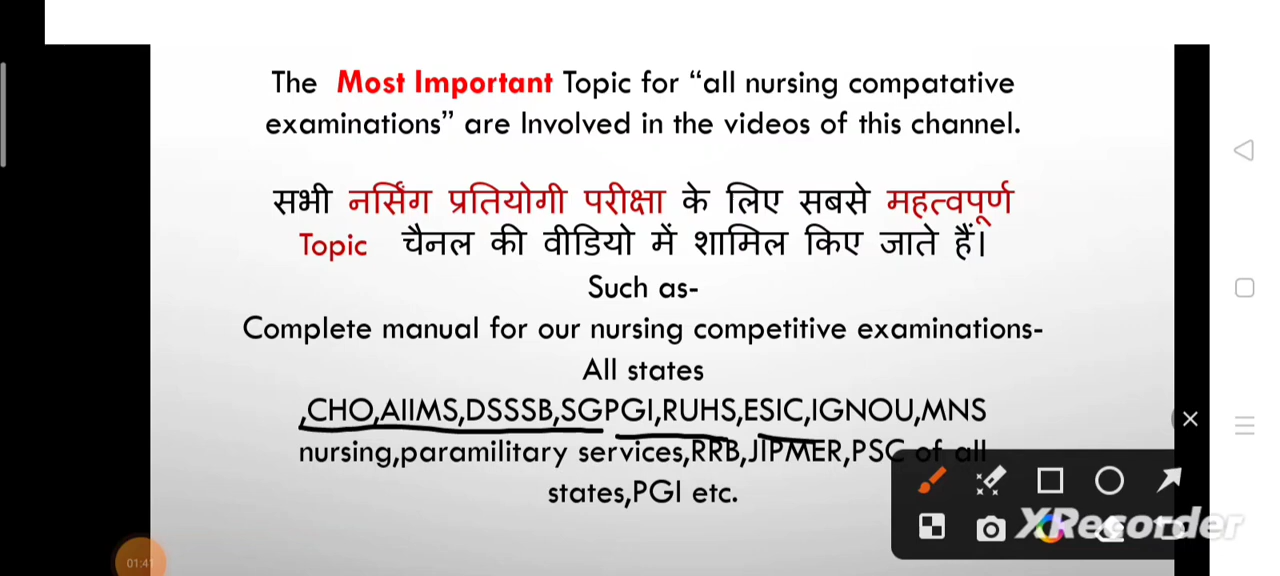 The Most Important Topic for “all nursing compatative
examinations” are Involved in the videos of this channel.
सभी नर्सिंग प्रतियोगी परीक्षा के लिए सबसे महत्वपूर्ण
Topic चैनल की वीडियो में शामिल किए जाते हैं।
Such as-
Complete manual for our nursing competitive examinations-
All states
,CHO,AIIMS,DSSSB,SGPGI,RUHS,ESIC,IGNOU,MNS
nursing,paramilitary services,RRB,JIPMER,PSC of all
states,PGI etc.
XRecorder
01:41